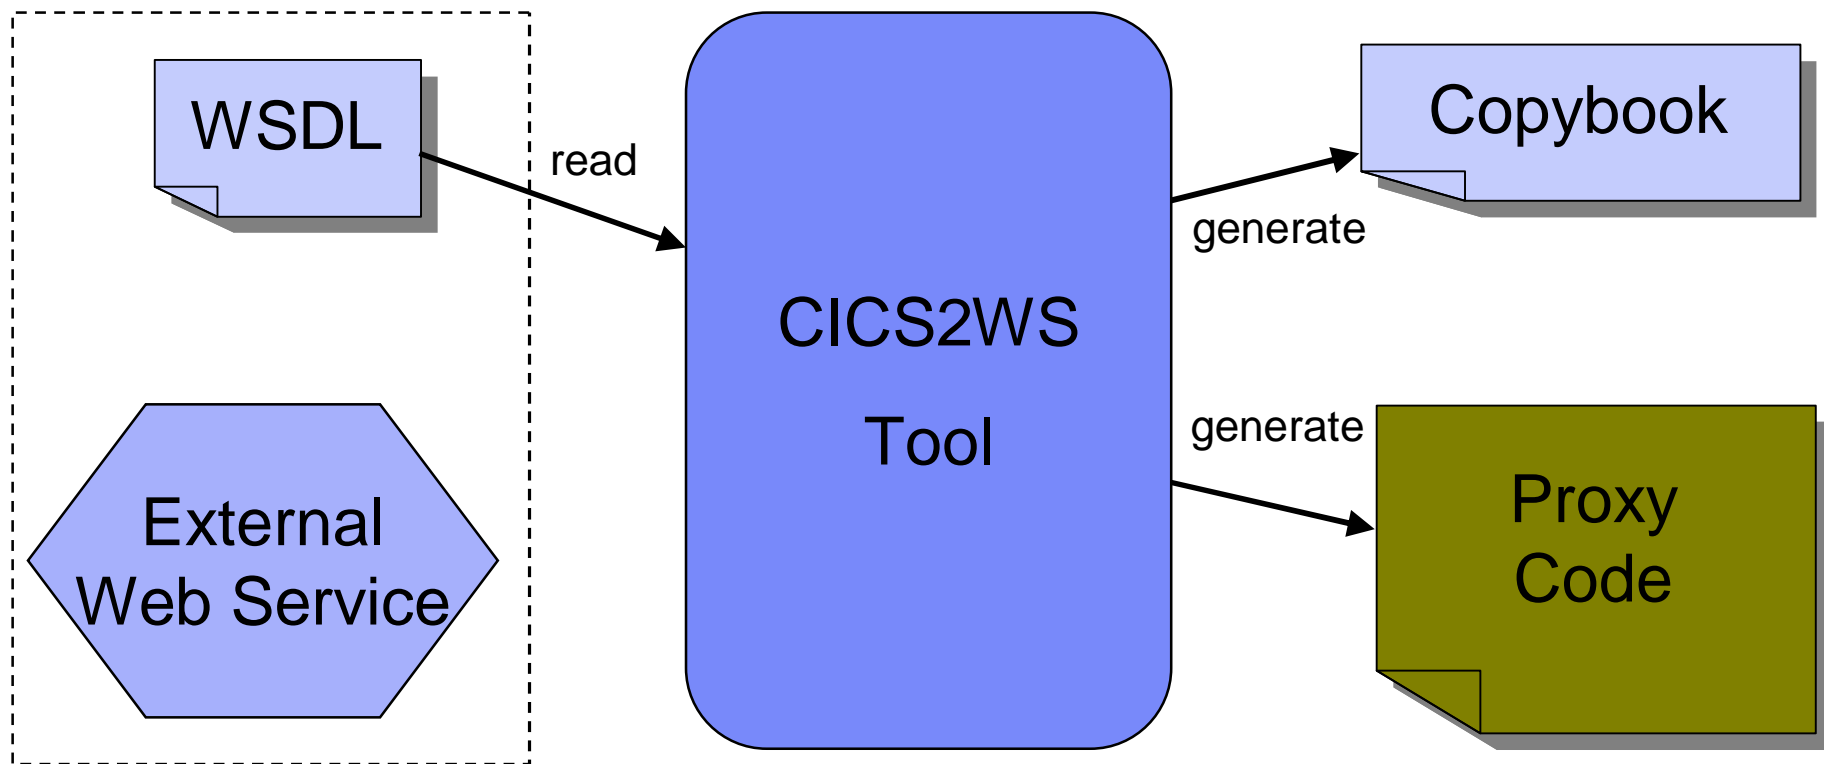 WSDL
read
External
Web Service
CICS2WS
Tool
generate
Copybook
generate
Proxy
Code